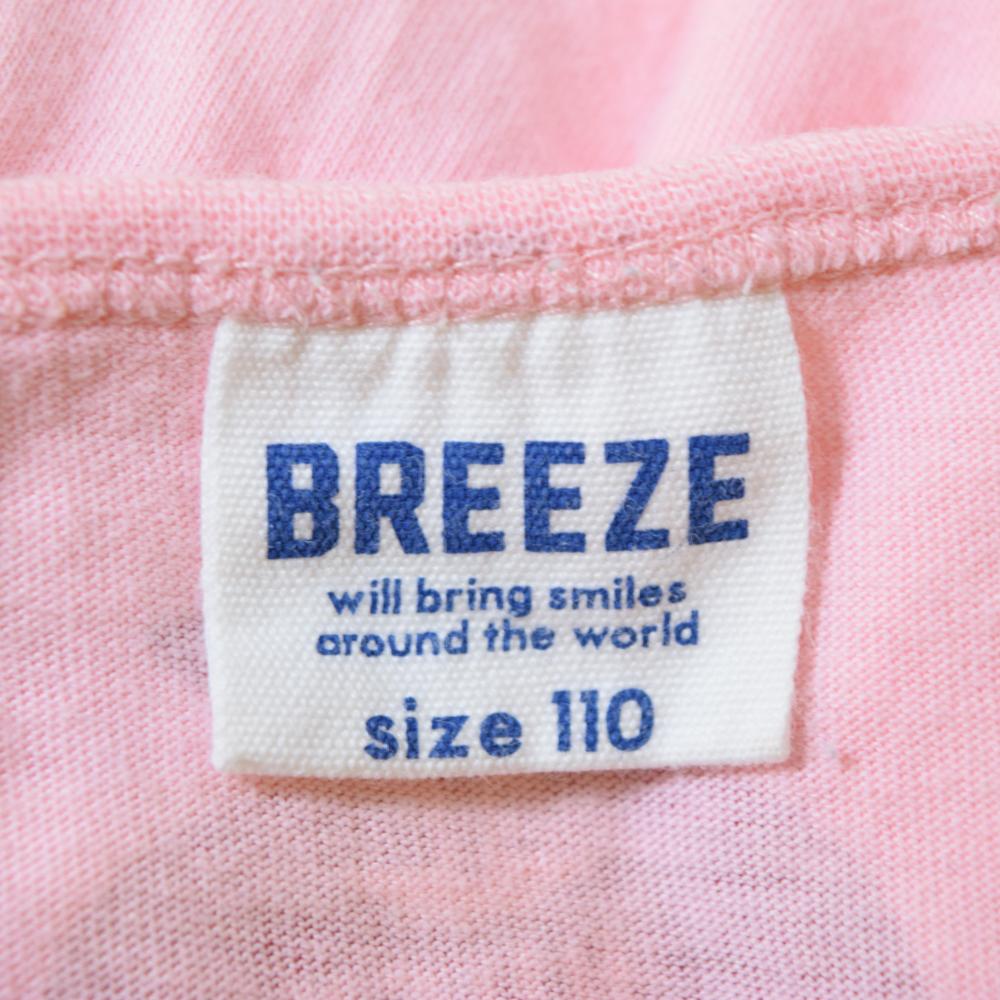 BREEZE
will bring smiles
around the world
size 110